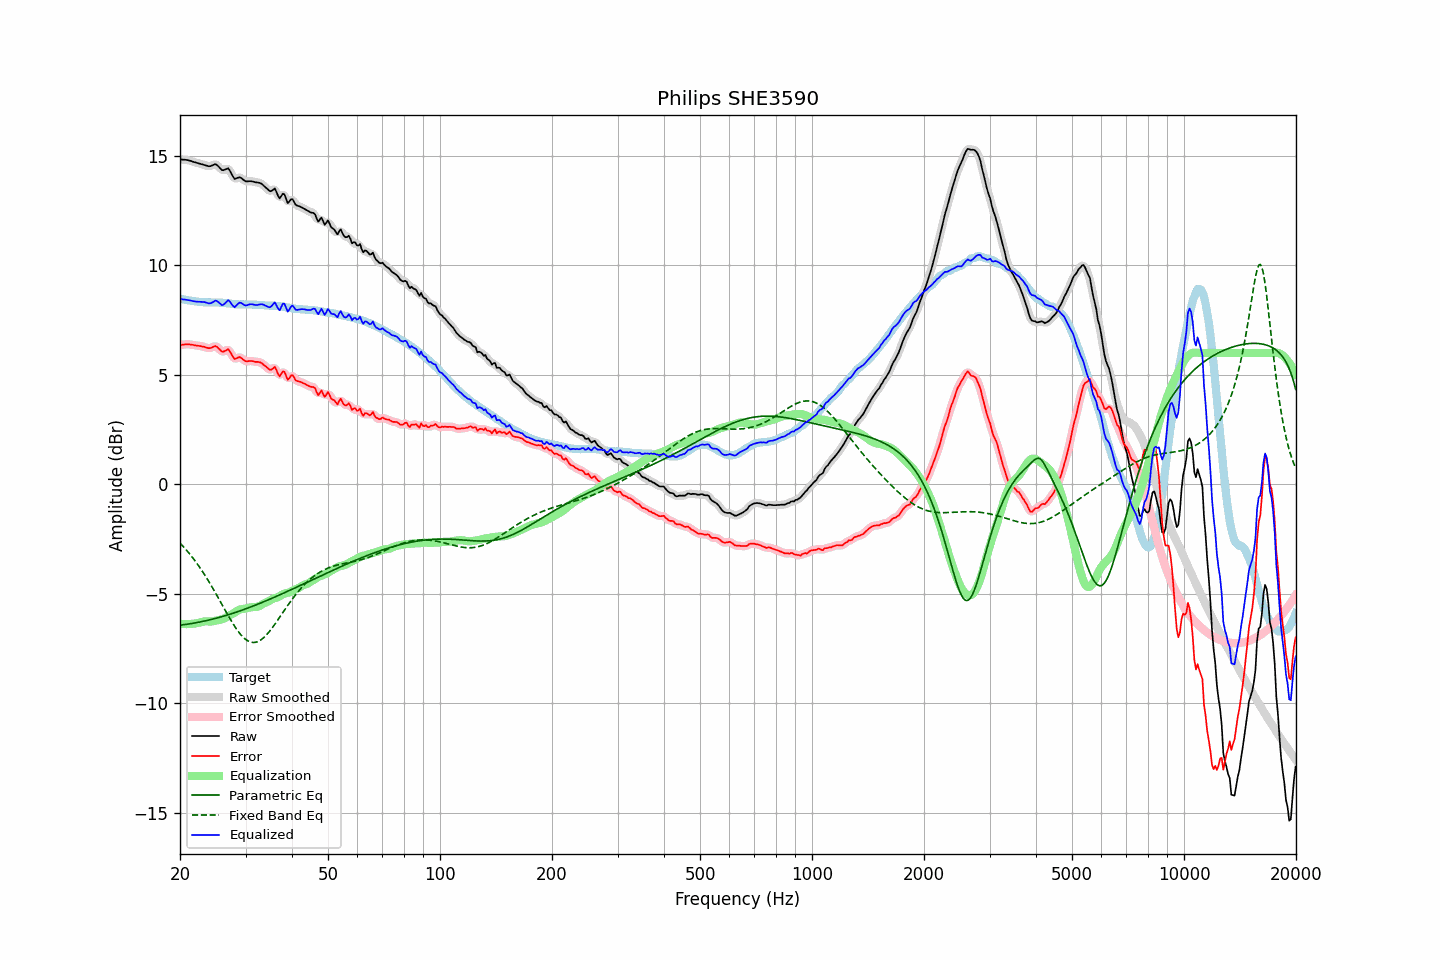 Philips SHE3590
Amplitude (dBr)
15
10
5
0
−5
−10
−15
Target
Raw Smoothed
Error Smoothed
Raw
Error
Equalization
Parametric Eq
Fixed Band Eq
Equalized
20 50 100 200 500 1000 2000 5000 10000 20000
Frequency (Hz)